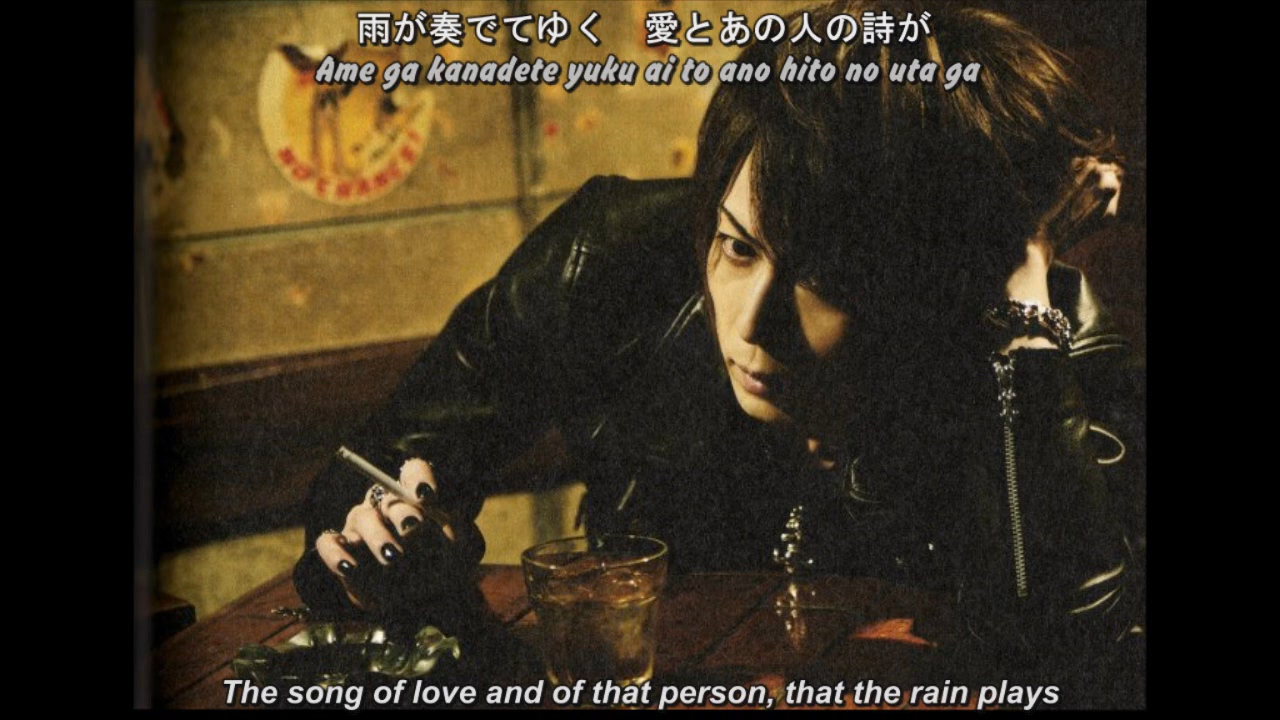 雨が奏でてゆく　愛とあの人の詩が
Ame ga kanadete yuku ai to ano hito no uta ga
The song of love and of that person, that the rain plays